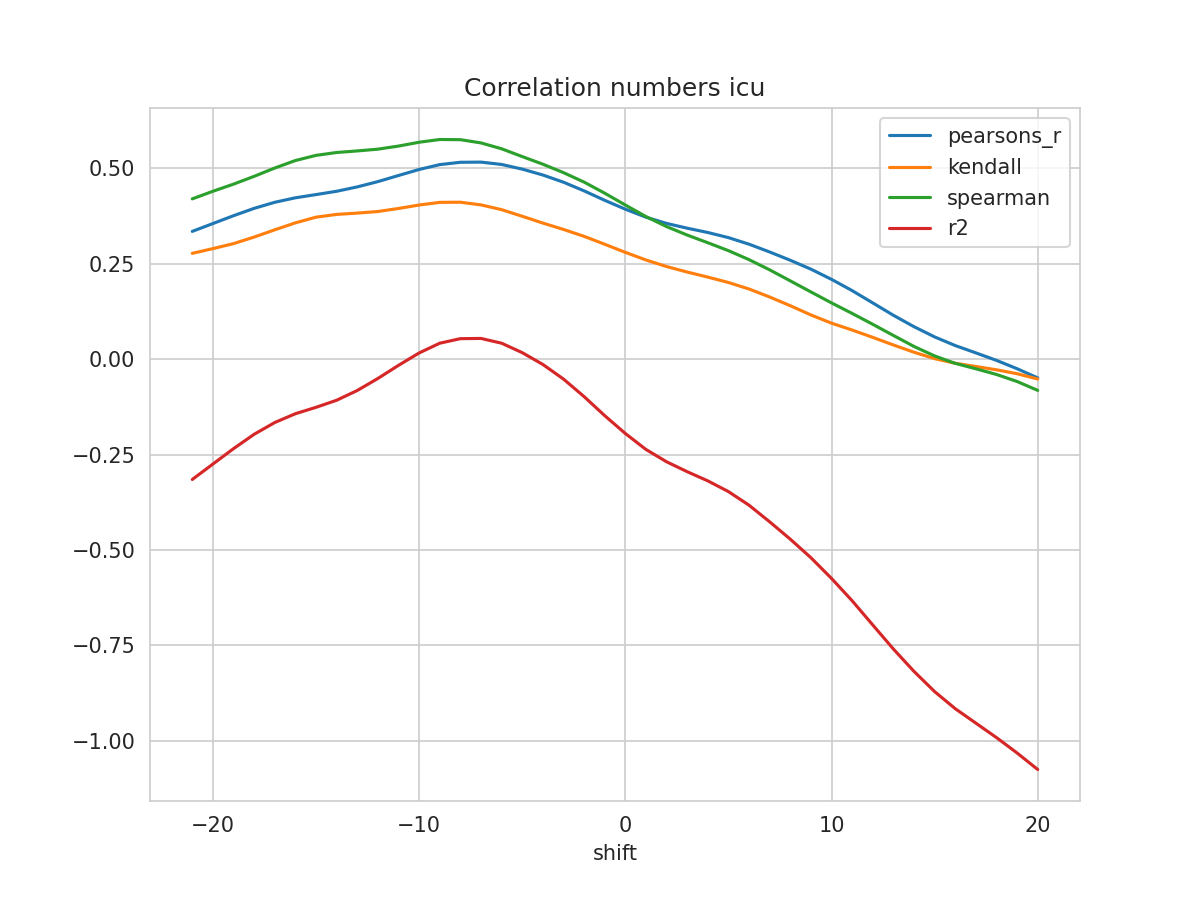 Correlation numbers icu
pearsons_r
kendall
spearman
r2
0.50
0.25
0.00
−0.25
−0.50
−0.75
−1.00
−20 −10 0 10 20
shift